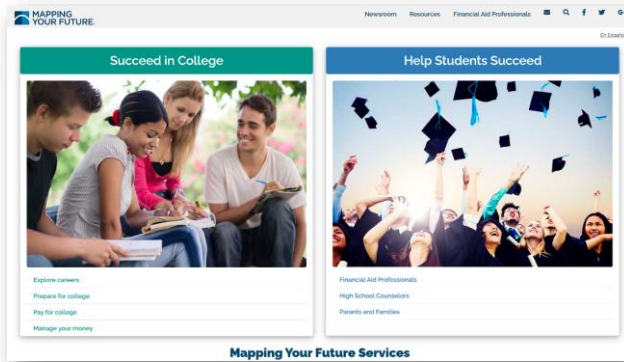 MAPPING
YOUR FUTURE
Newsroom Resources Financial Aid Professionals
En Español
Succeed in College
Help Students Succeed
Explore careers
Prepare for college
Pay for college
Manage your money
Financial Aid Professionals
High School Counselors
Parents and Families
Mapping Your Future Services